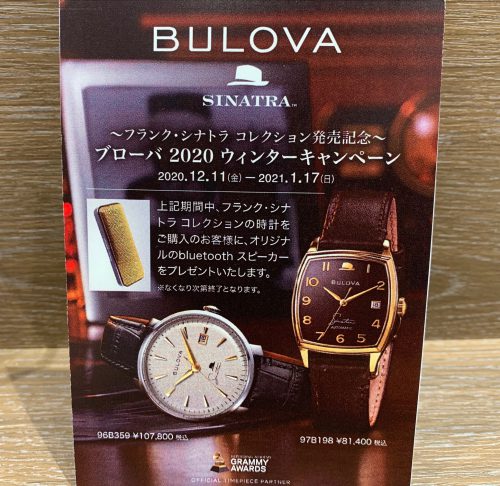 BULOVA
SINATRA™
～フランク・シナトラ コレクション発売記念～
ブローバ 2020 ウィンターキャンペーン
2020.12.11(金) ― 2021.1.17(日)
上記期間中、フランク・シナ
トラ コレクションの時計を
ご購入のお客様に、オリジナ
ルのbluetooth スピーカー
をプレゼントいたします。
※なくなり次第終了となります。
BULOVA
BULOVA
Sinatra
AUTOMATIC
96B359 ¥107,800 税込
97B198 ¥81,400 税込
GRAMMY
AWARDS
OFFICIAL TIMEPIECE PARTNER